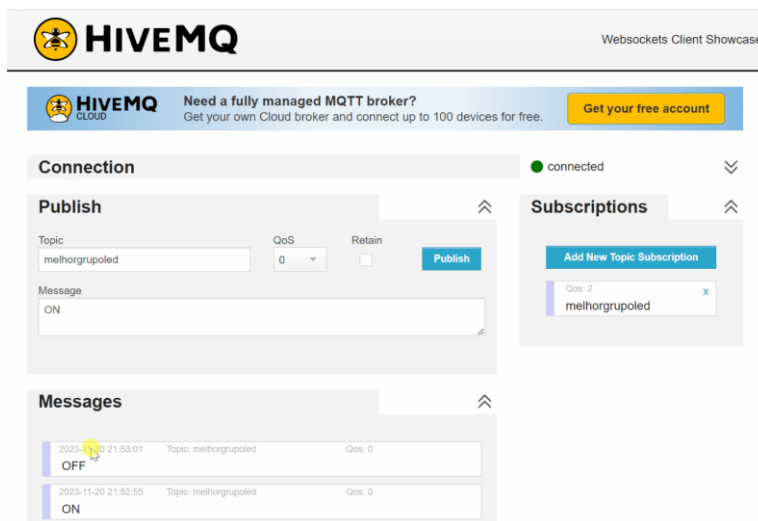 HIVEMQ
Websockets Client Showcase
HIVEMQ
CLOUD
Need a fully managed MQTT broker?
Get your own Cloud broker and connect up to 100 devices for free.
Get your free account
Connection
connected
Publish
Topic
QoS
Retain
melhorgrupoled
0
Publish
Message
ON
Subscriptions
Add New Topic Subscription
Qos: 2
x
melhorgrupoled
Messages
2023-11-20 21:53:01 Topic: melhorgrupoled Qos: 0
OFF
2023-11-20 21:52:55 Topic: melhorgrupoled Qos: 0
ON